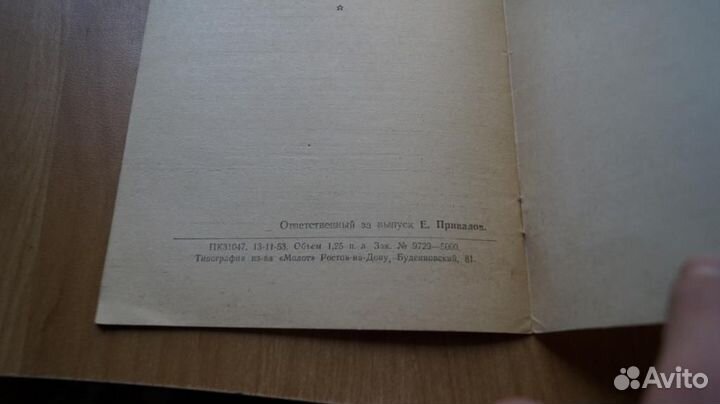 *
Ответственный за выпуск Е. Привалов.
ПК31047. 13-11-53. Объем 1,25 п. л. Зак. № 9729—5000.
Типография из-ва «Молот» Ростов-на-Дону, Буденновский, 81.
Avito